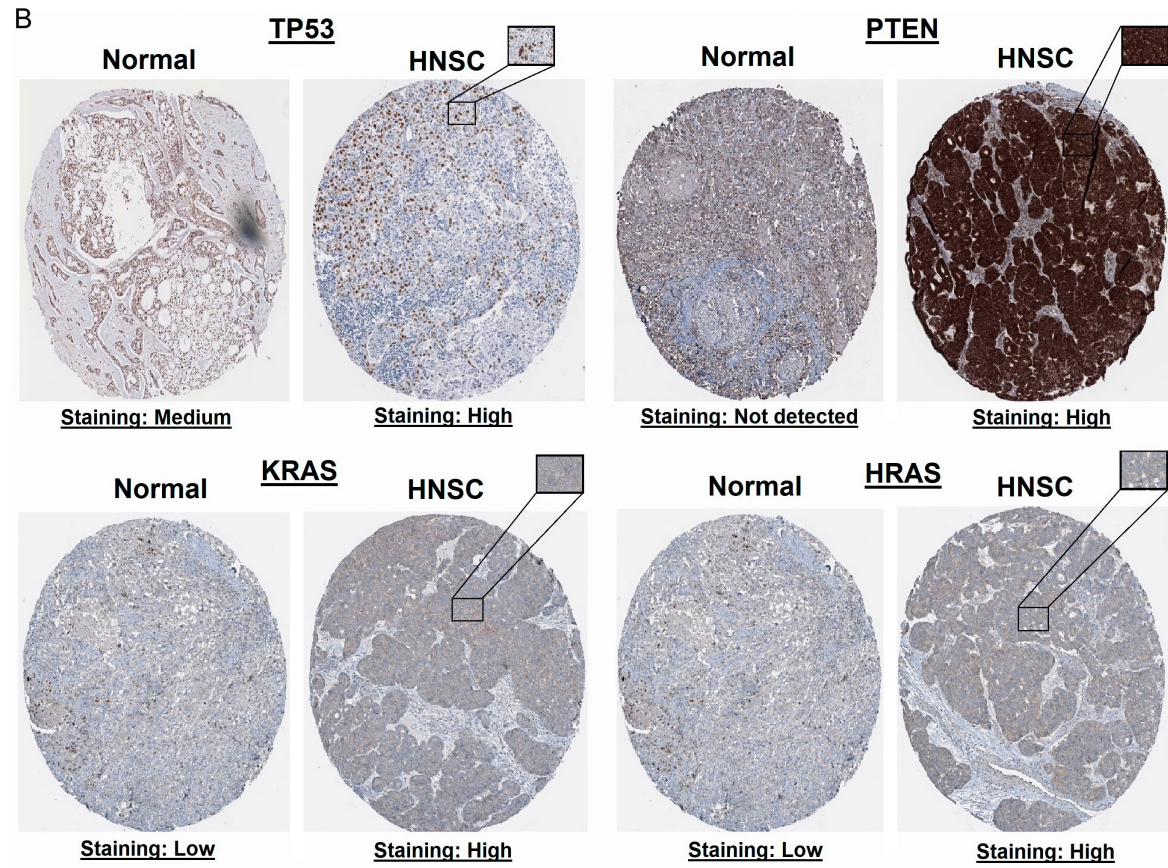 B
TP53
Normal
HNSC
Staining: Medium
Staining: High
PTEN
Normal
HNSC
Staining: Not detected
Staining: High
KRAS
Normal
HNSC
Staining: Low
Staining: High
HRAS
Normal
HNSC
Staining: Low
Staining: High